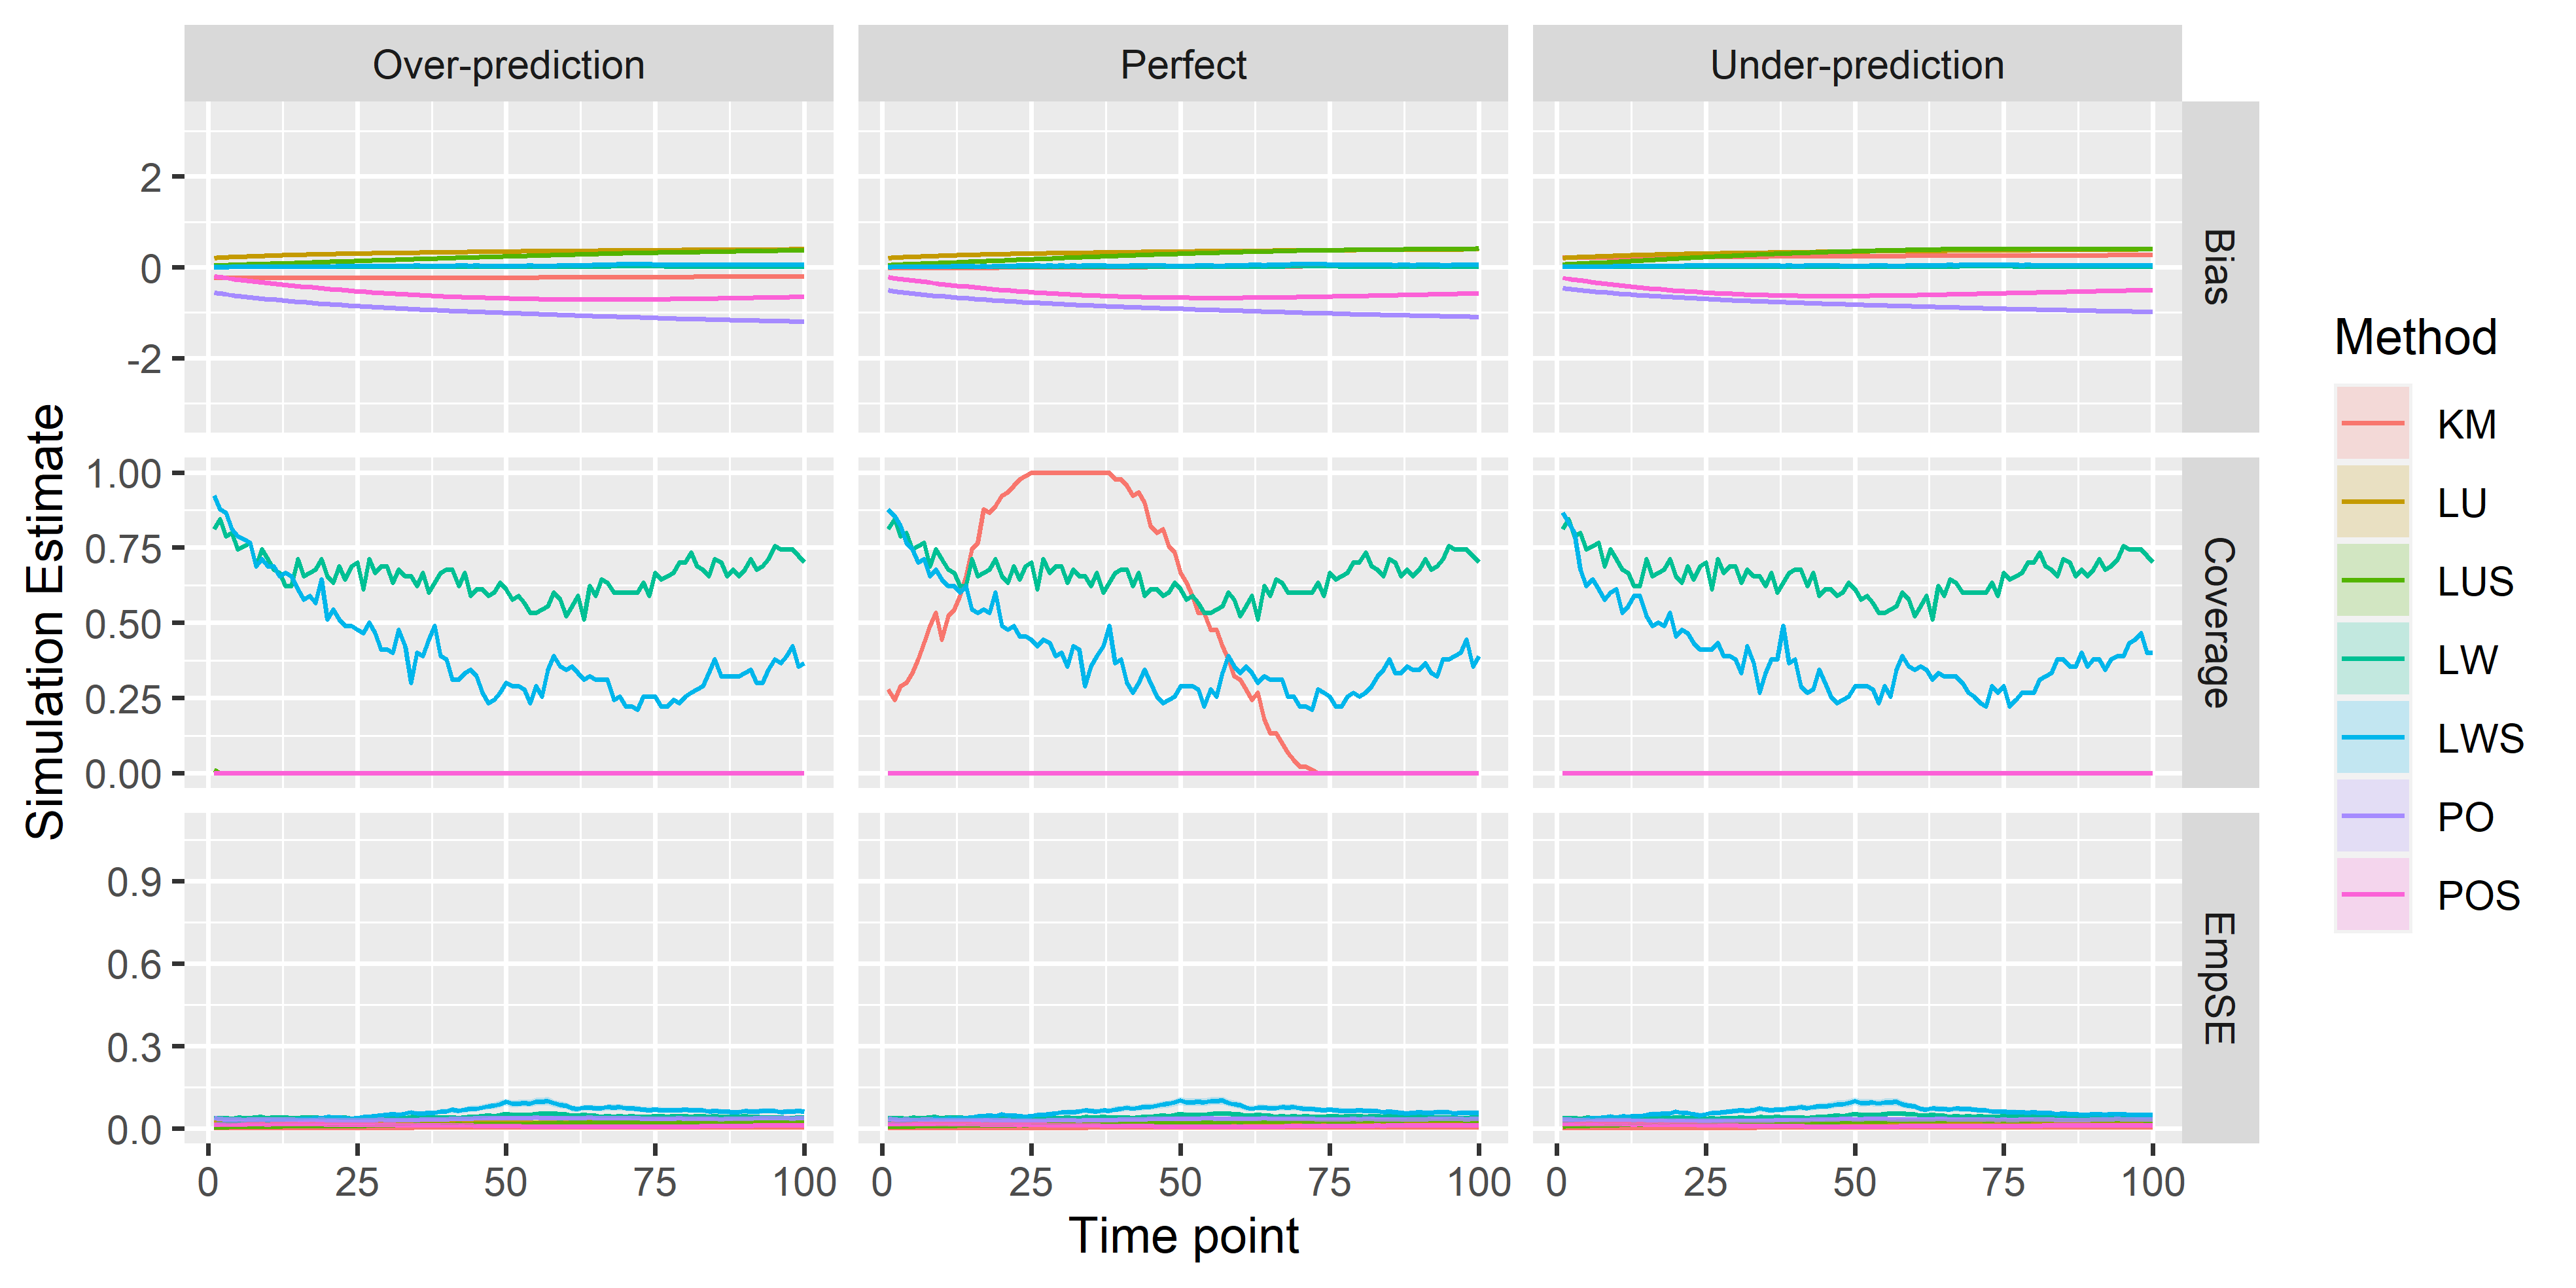 Over-prediction Perfect Under-prediction
Simulation Estimate
2
0
-2
Bias
1.00
0.75
0.50
0.25
0.00
Coverage
0.9
0.6
0.3
0.0
EmpSE
0 25 50 75 100 0 25 50 75 100 0 25 50 75 100
Time point
Method
KM
LU
LUS
LW
LWS
PO
POS